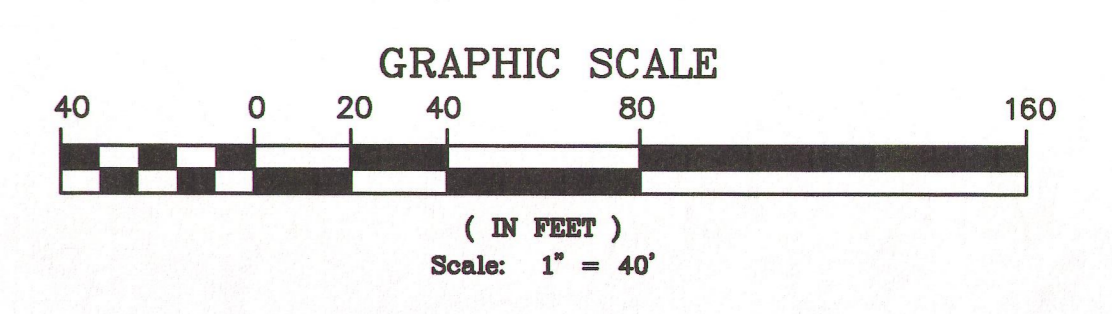 GRAPHIC SCALE
40 0 20 40 80 160
( IN FEET )
Scale: 1" = 40'